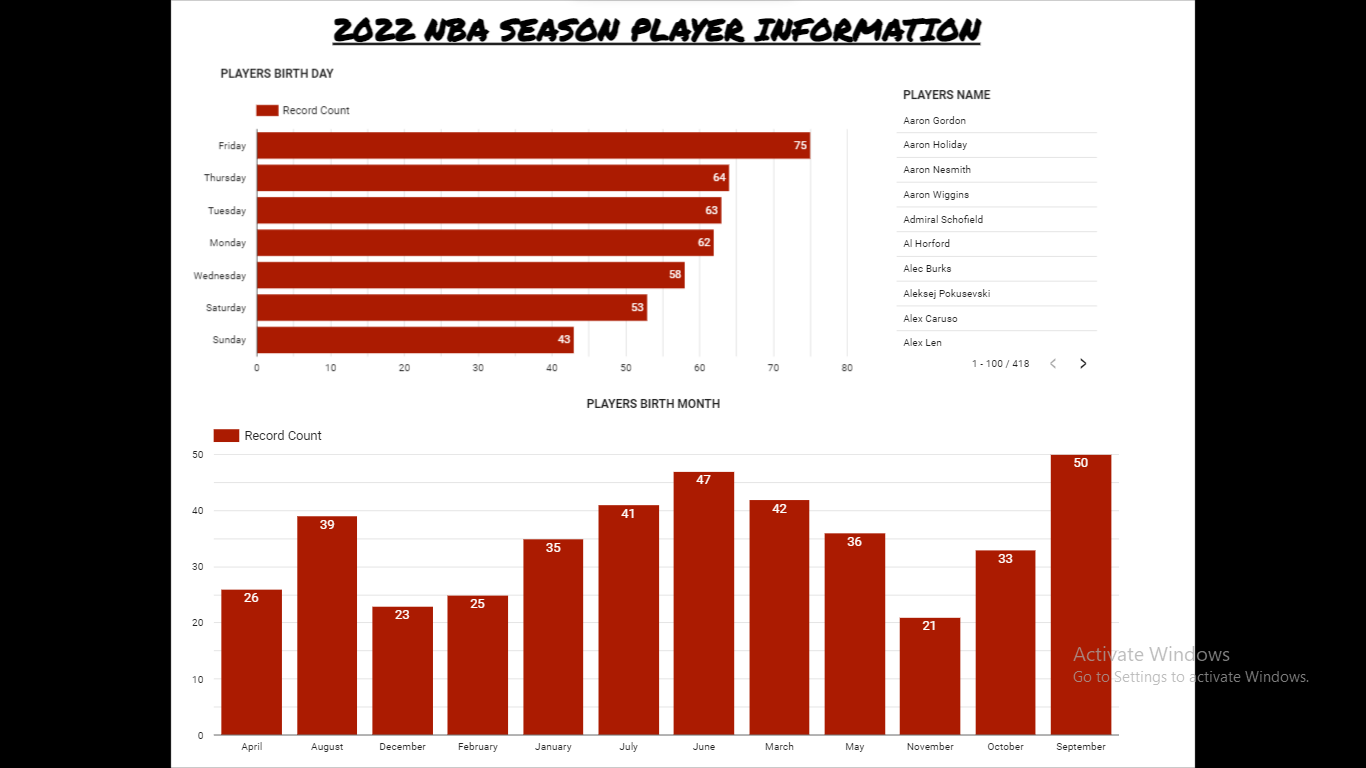 2022 NBA SEASON PLAYER INFORMATION
PLAYERS BIRTH DAY
Record Count
Friday 75
Thursday 64
Tuesday 63
Monday 62
Wednesday 58
Saturday 53
Sunday 43
0 10 20 30 40 50 60 70 80
PLAYERS NAME
Aaron Gordon
Aaron Holiday
Aaron Nesmith
Aaron Wiggins
Admiral Schofield
Al Horford
Alec Burks
Aleksej Pokusevski
Alex Caruso
Alex Len
1 - 100 / 418
PLAYERS BIRTH MONTH
Record Count
50
40
30
20
10
0
26 39 23 25 35 41 47 42 36 21 33 50
April August December February January July June March May November October September
Activate Windows
Go to Settings to activate Windows.